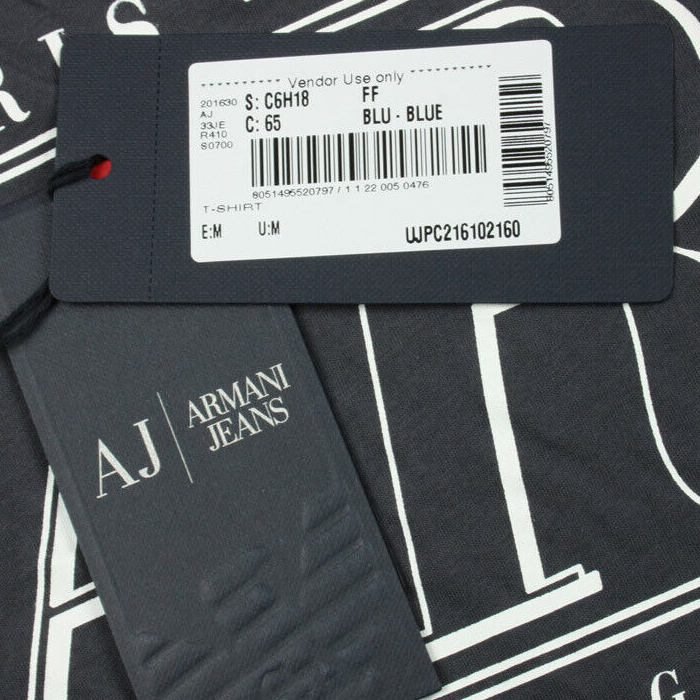 RIS
---------- Vendor Use only ----------
201630 S: C6H18 FF
AJ
33JE C: 65 BLU - BLUE
R410
S0700
8051495520797 / 1 1 22 005 0476
8051495520797
T-SHIRT
E:M U:M WPC216102160
AJ | ARMANI
JEANS
G